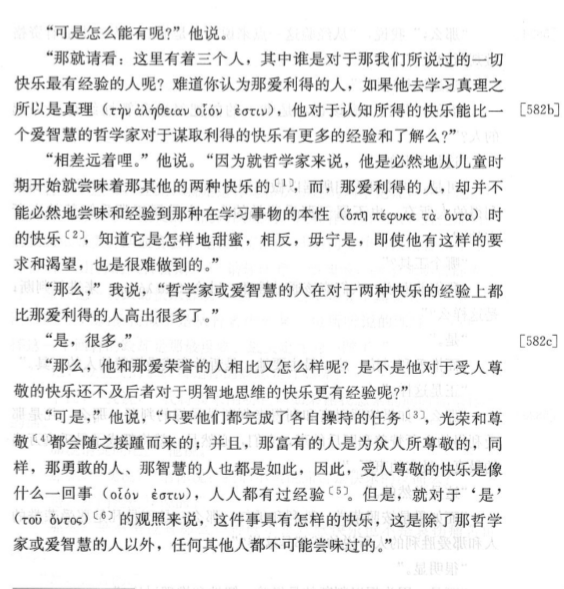 “可是怎么能有呢？”他说。
“那就请看：这里有着三个人，其中谁是对于那我们所说过的一切
快乐最有经验的人呢？难道你认为那爱利得的人，如果他去学习真理之
所以是真理（τὴν ἀλήθειαν οἷόν ἐστιν），他对于认知所得的快乐能比一 [582b]
个爱智慧的哲学家对于谋取利得的快乐有更多的经验和了解么？”
“相差远着哩。”他说。“因为就哲学家来说，他是必然地从儿童时
期开始就尝味着那其他的两种快乐的〔1〕，而，那爱利得的人，却并不
能必然地尝味和经验到那种在学习事物的本性（ὅπῃ πέφυκε τὰ ὄντα）时
的快乐〔2〕，知道它是怎样地甜蜜，相反，毋宁是，即使他有这样的要
求和渴望，也是很难做到的。”
“那么，”我说，“哲学家或爱智慧的人在对于两种快乐的经验上都
比那爱利得的人高出很多了。”
“是，很多。” [582c]
“那么，他和那爱荣誉的人相比又怎么样呢？是不是他对于受人尊
敬的快乐还不及后者对于明智地思维的快乐更有经验呢？”
“可是，”他说，“只要他们都完成了各自操持的任务〔3〕，光荣和尊
敬〔4〕都会随之接踵而来的；并且，那富有的人是为众人所尊敬的，同
样，那勇敢的人、那智慧的人也都是如此，因此，受人尊敬的快乐是像
什么一回事（οἷόν ἐστιν），人人都有过经验〔5〕。但是，就对于‘是’
（τοῦ ὄντος）〔6〕的观照来说，这件事具有怎样的快乐，这是除了那哲学
家或爱智慧的人以外，任何其他人都不可能尝味过的。”